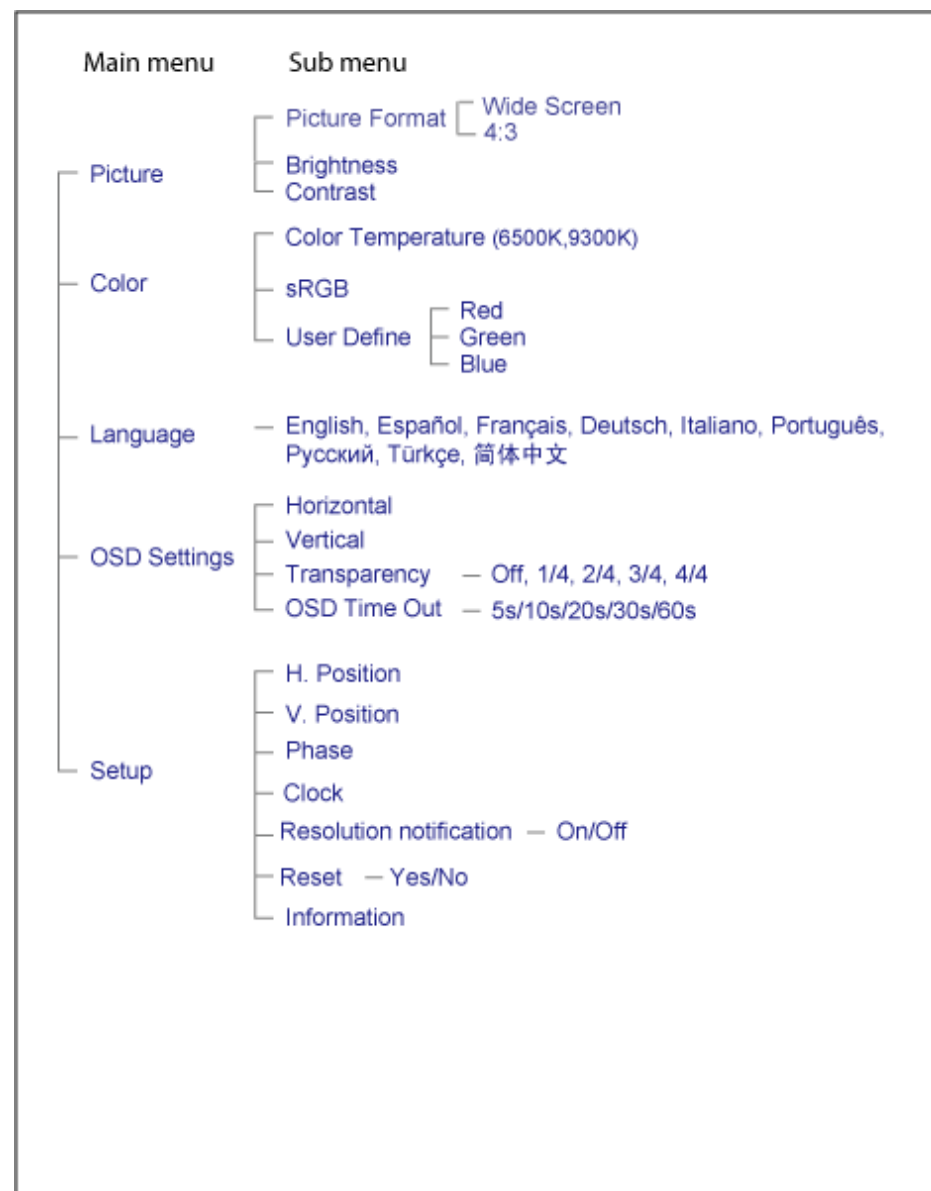 Main menu Sub menu
Picture Format Wide Screen
4:3
Picture Brightness
Contrast
Color Temperature (6500K,9300K)
Color sRGB
Red
User Define Green
Blue
Language English, Español, Français, Deutsch, Italiano, Português,
Русский, Türkçe, 简体中文
Horizontal
Vertical
OSD Settings Transparency Off, 1/4, 2/4, 3/4, 4/4
OSD Time Out 5s/10s/20s/30s/60s
H. Position
V. Position
Phase
Setup Clock
Resolution notification On/Off
Reset Yes/No
Information